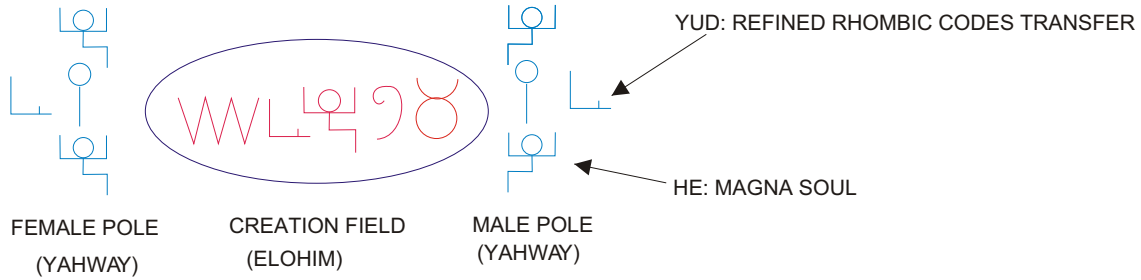 YUD: REFINED RHOMBIC CODES TRANSFER
HE: MAGNA SOUL
FEMALE POLE
(YAHWAY)
CREATION FIELD
(ELOHIM)
MALE POLE
(YAHWAY)